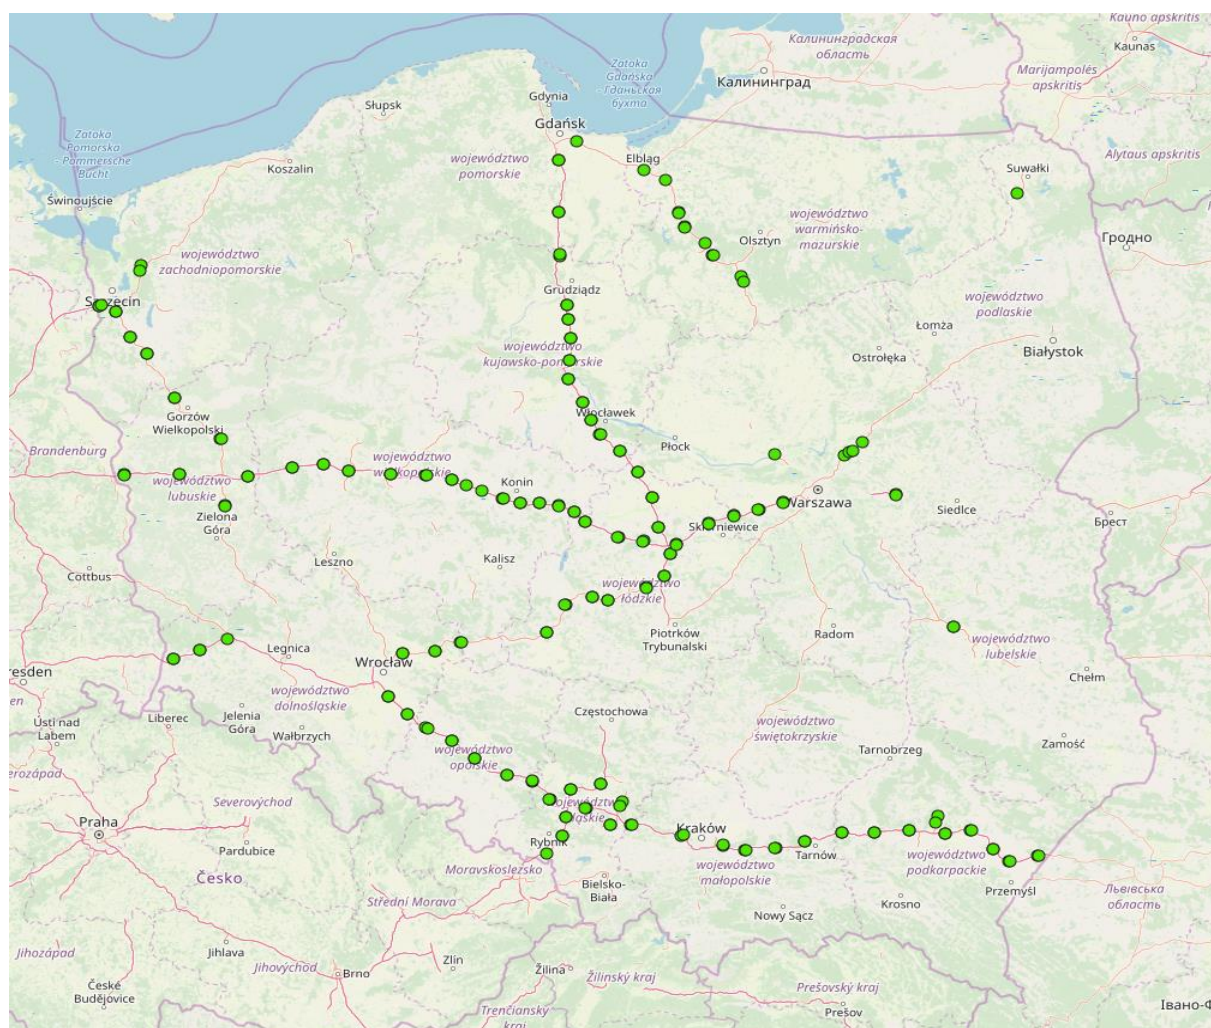 Kauno apskritis
Kaunas
Калининградская
область
Zatoka
Gdańska
- Гданьская
бухта
Marijampolės
apskritis
Калининград
Gdynia
Słupsk
Gdańsk
Zatoka
Pomorska
- Pommersche
Bucht
Koszalin
województwo
pomorskie
Elbląg
Alytaus apskritis
Suwałki
Świnoujście
województwo
warmińsko-
mazurskie
Olsztyn
Гродно
województwo
zachodniopomorskie
Grudziądz
województwo
podlaskie
Łomża
Białystok
Ostrołęka
województwo
kujawsko-pomorskie
Gorzów
Wielkopolski
Włocławek
Płock
Brandenburg
województwo
lubuskie
Konin
Warszawa
Siedlce
Брест
Zielona
Góra
Skierniewice
Leszno
Kalisz
Cottbus
województwo
łódzkie
Piotrków
Trybunalski
Radom
województwo
lubelskie
Chełm
Legnica
Wrocław
resden
en
województwo
dolnośląskie
Ústí nad
Labem
Liberec
Jelenia
Góra
Wałbrzych
Częstochowa
województwo
świętokrzyskie
Zamość
Tarnobrzeg
województwo
opolskie
erozápad
Severovýchod
Praha
Pardubice
Kraków
Rybnik
Tarnów
województwo
małopolskie
województwo
podkarpackie
Moravskoslezsko
Przemyśl
Львівська
область
Česko
Bielsko-
Biała
Střední Morava
Krosno
Nowy Sącz
Jihozápad
Jihlava
Jihovýchod
Brno
Zlín
Žilina
Žilinský kraj
České
Budějovice
Prešovský kraj
Prešov
Trenčiansky
kraj
Івано-Ф